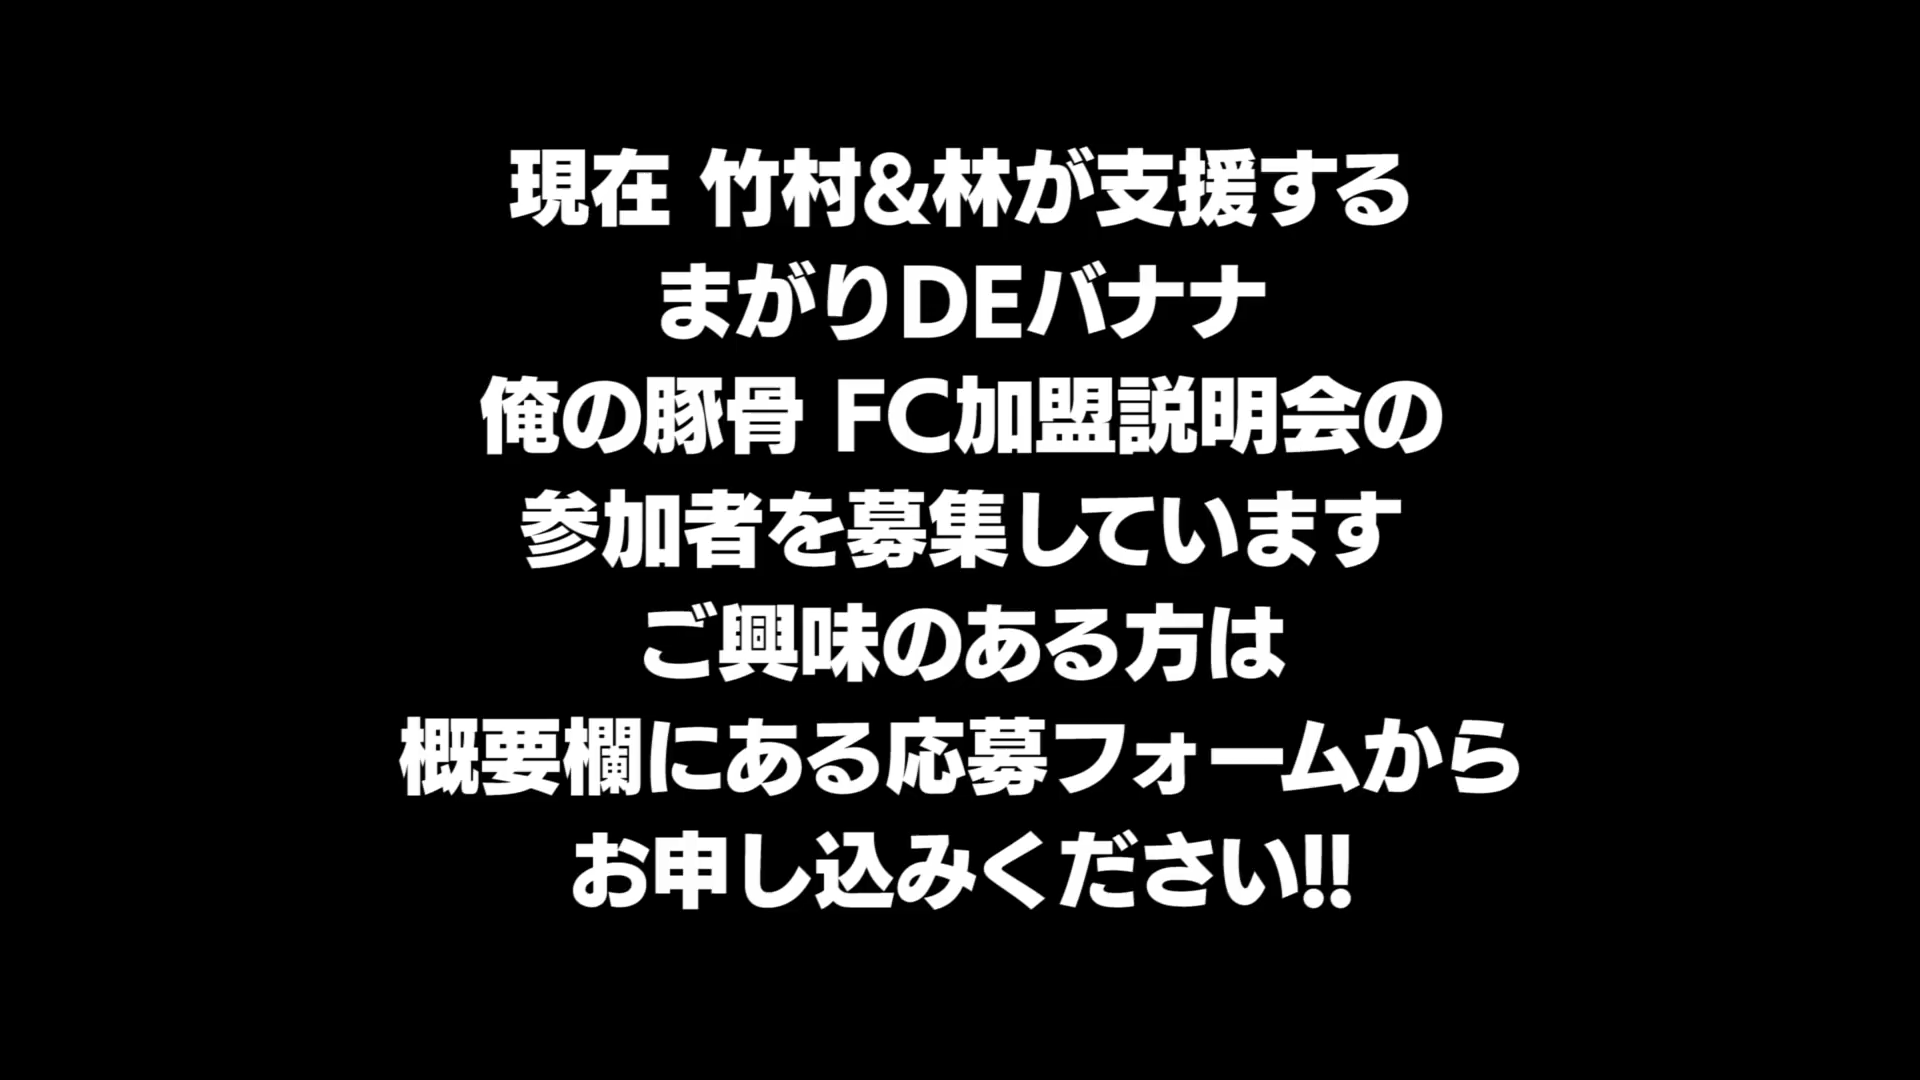 現在 竹村&林が支援する
まがりDEバナナ
俺の豚骨 FC加盟説明会の
参加者を募集しています
ご興味のある方は
概要欄にある応募フォームから
お申し込みください!!